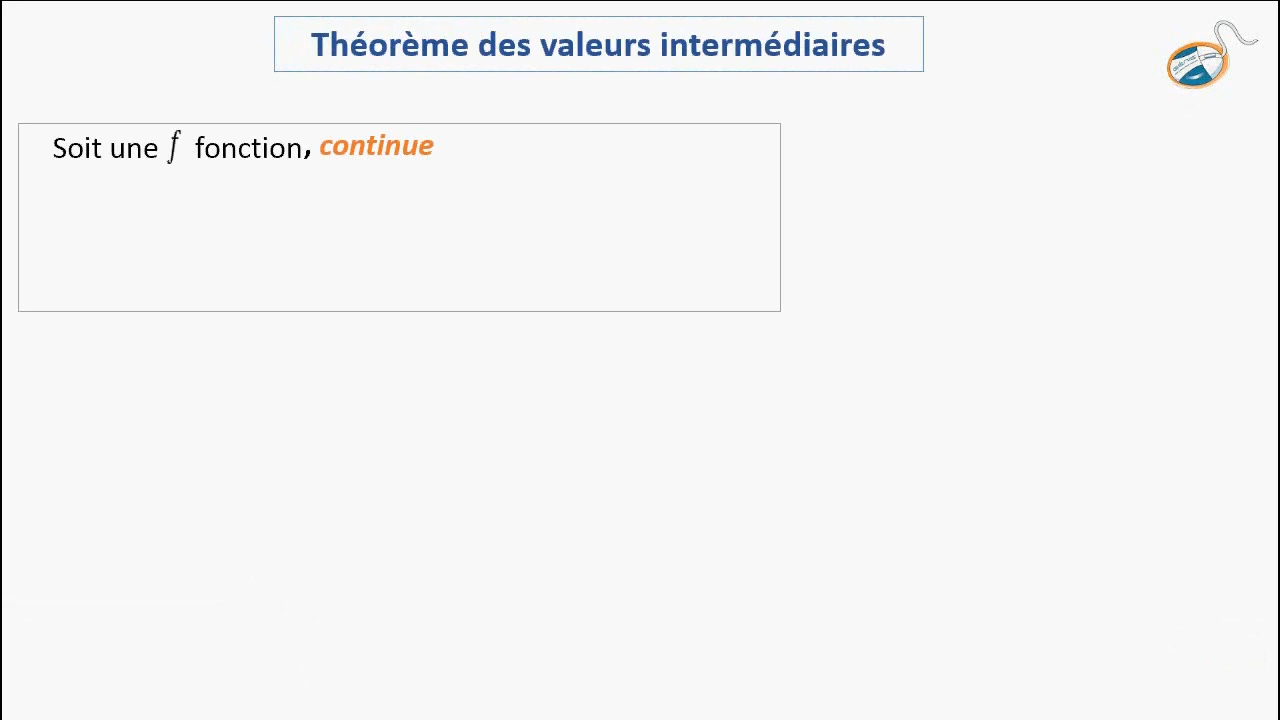 Théorème des valeurs intermédiaires
Soit une f fonction, continue